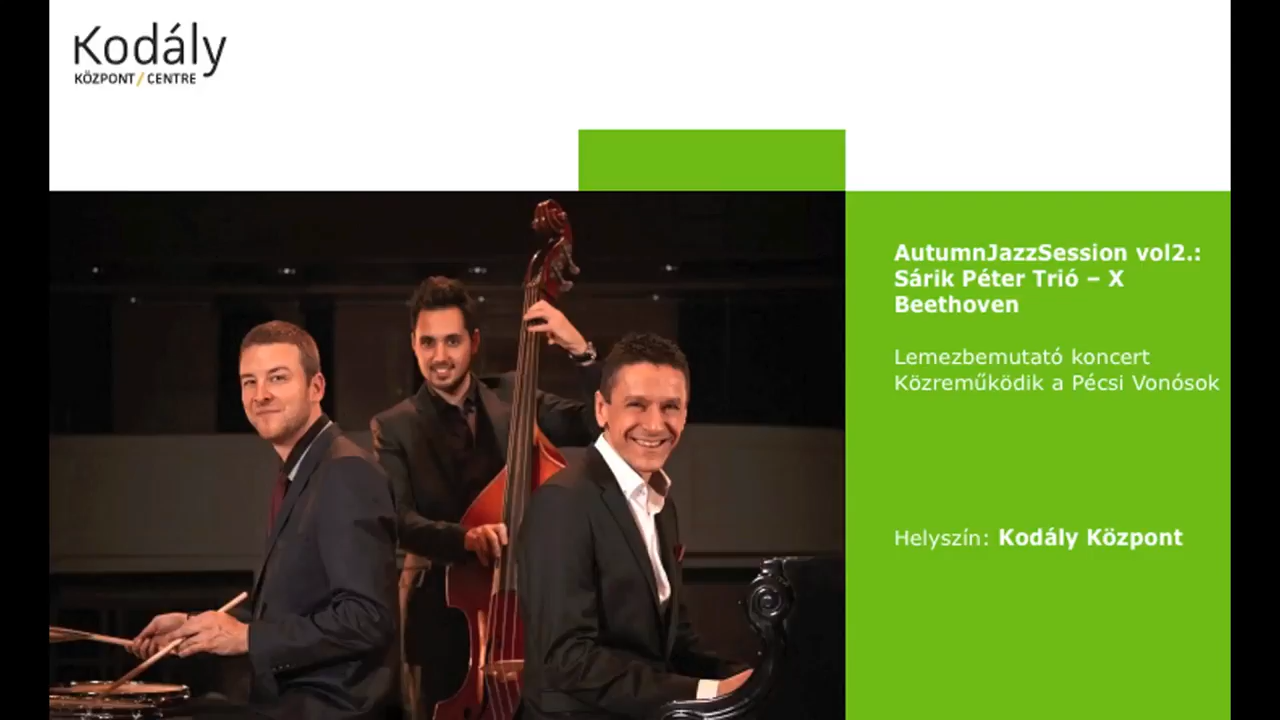 Kodály
KÖZPONT/CENTRE
AutumnJazzSession vol2.:
Sárik Péter Trió – X
Beethoven
Lemezbemutató koncert
Közreműködik a Pécsi Vonósok
Helyszín: Kodály Központ